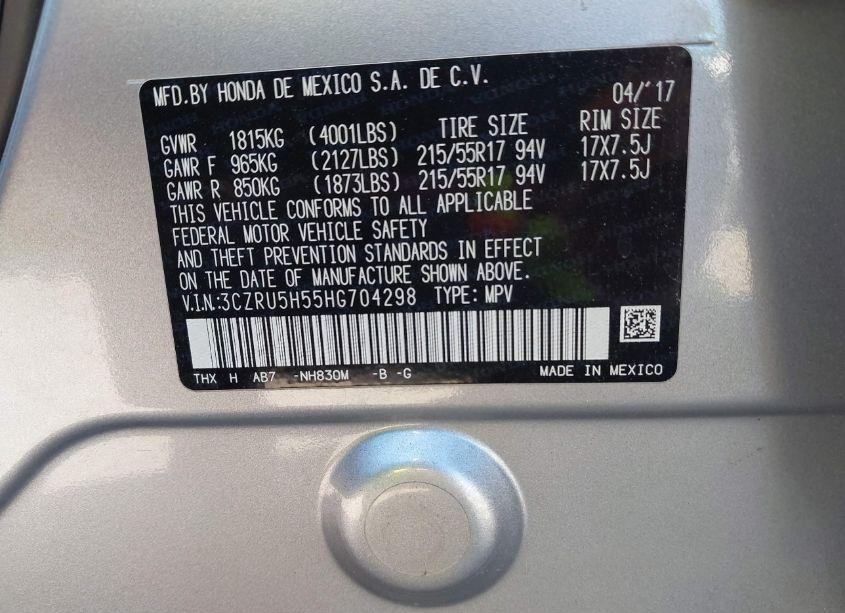 MFD.BY HONDA DE MEXICO S.A. DE C.V. 04/'17
GVWR 1815KG (4001LBS) TIRE SIZE RIM SIZE
GAWR F 965KG (2127LBS) 215/55R17 94V 17X7.5J
GAWR R 850KG (1873LBS) 215/55R17 94V 17X7.5J
THIS VEHICLE CONFORMS TO ALL APPLICABLE
FEDERAL MOTOR VEHICLE SAFETY
AND THEFT PREVENTION STANDARDS IN EFFECT
ON THE DATE OF MANUFACTURE SHOWN ABOVE.
V.I.N.:3CZRU5H55HG704298 TYPE: MPV
THX H AB7 -NH830M -B -G MADE IN MEXICO